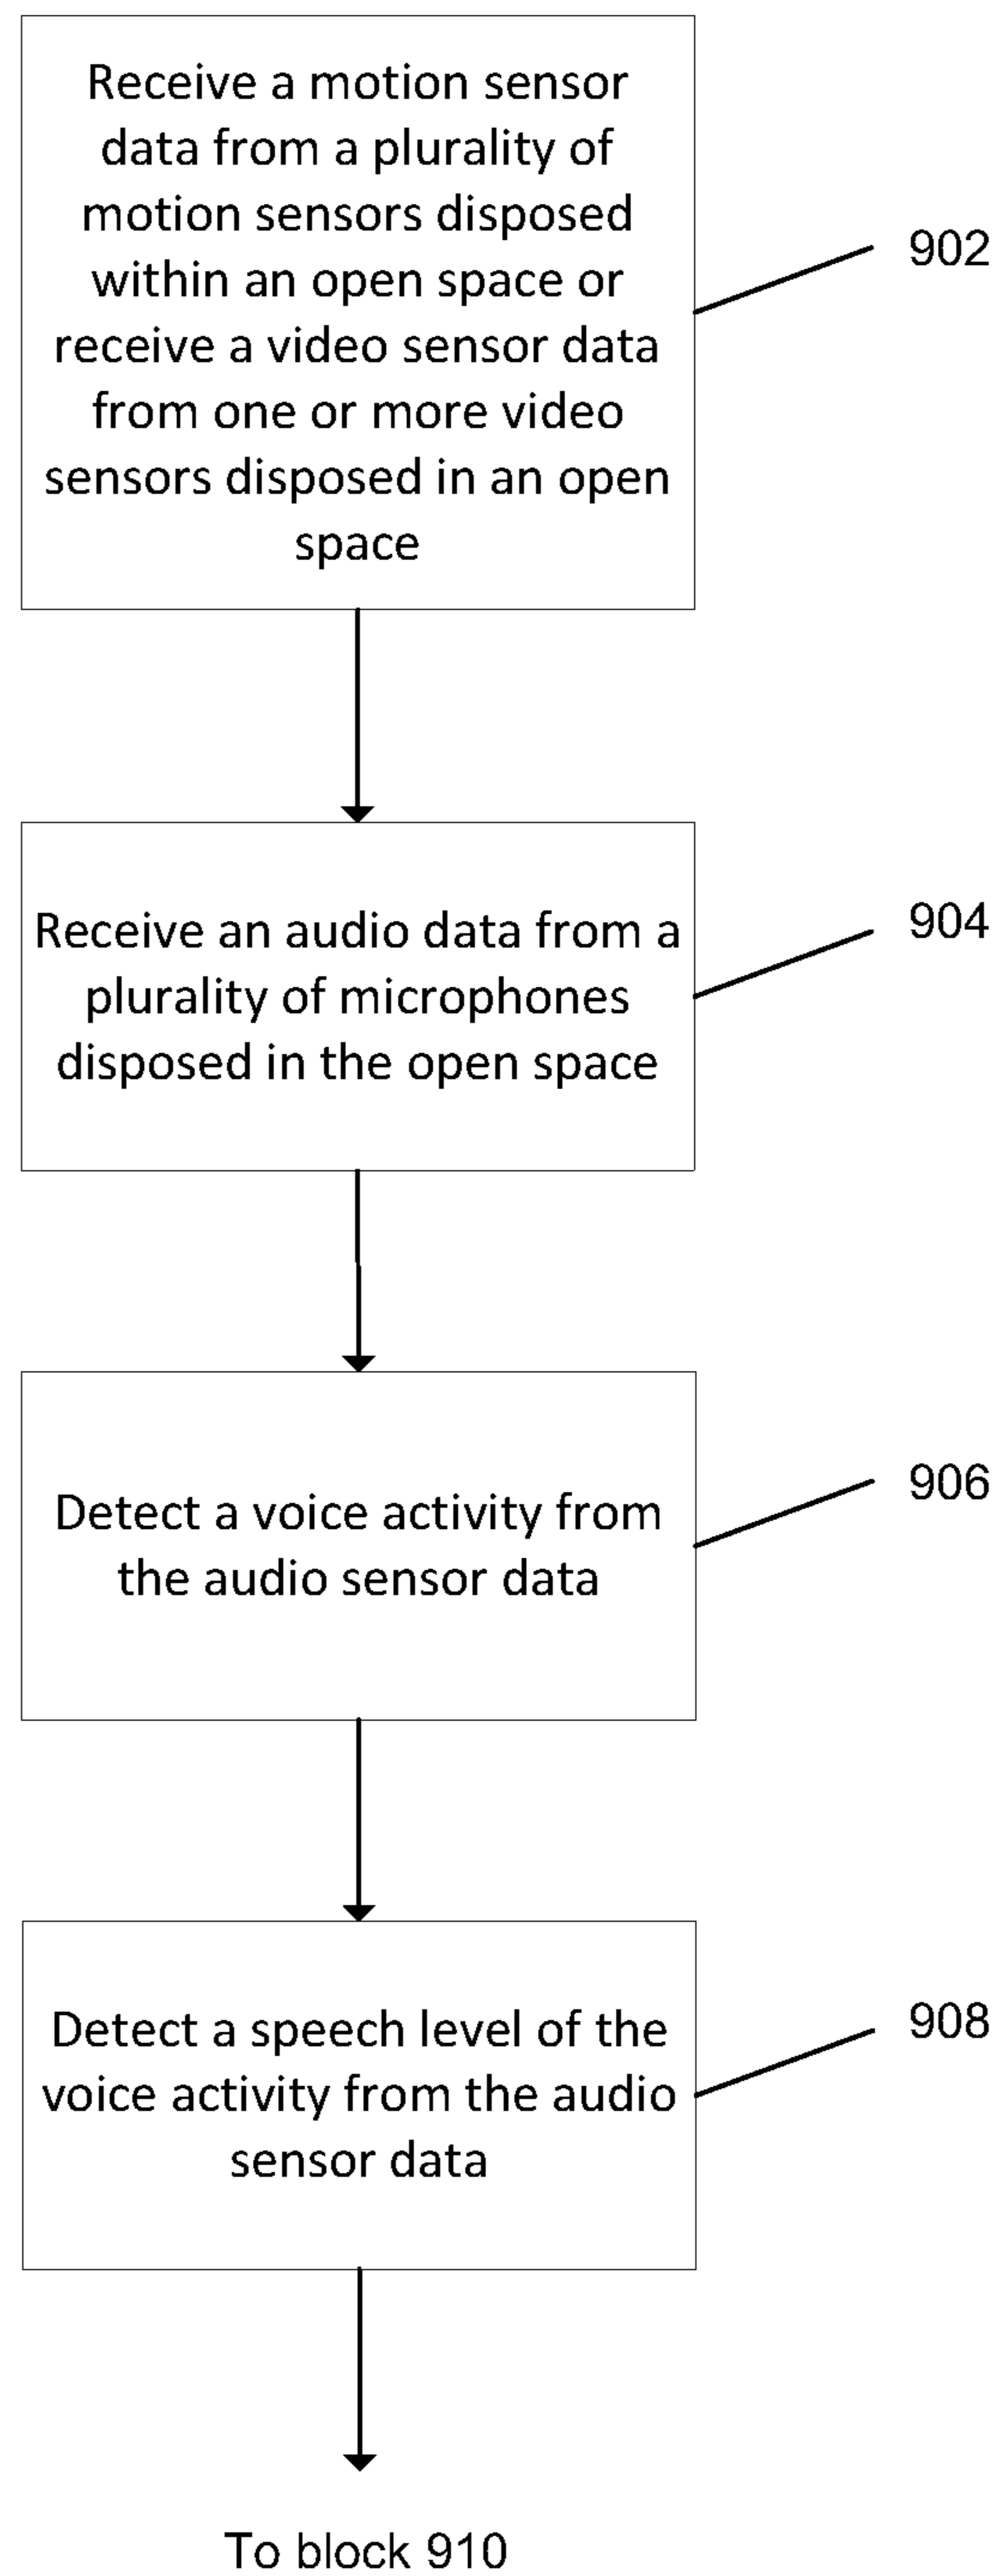 Receive a motion sensor
data from a plurality of
motion sensors disposed
within an open space or
receive a video sensor data
from one or more video
sensors disposed in an open
space
902
Receive an audio data from a
plurality of microphones
disposed in the open space
904
Detect a voice activity from
the audio sensor data
906
Detect a speech level of the
voice activity from the audio
sensor data
908
To block 910